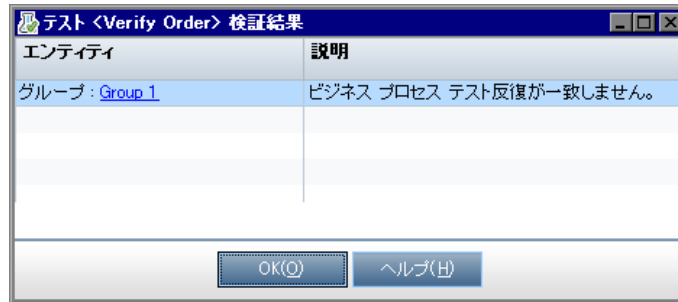 テスト <Verify Order> 検証結果
エンティティ 説明
グループ : Group 1 ビジネス プロセス テスト反復が一致しません。
OK(O) ヘルプ(H)